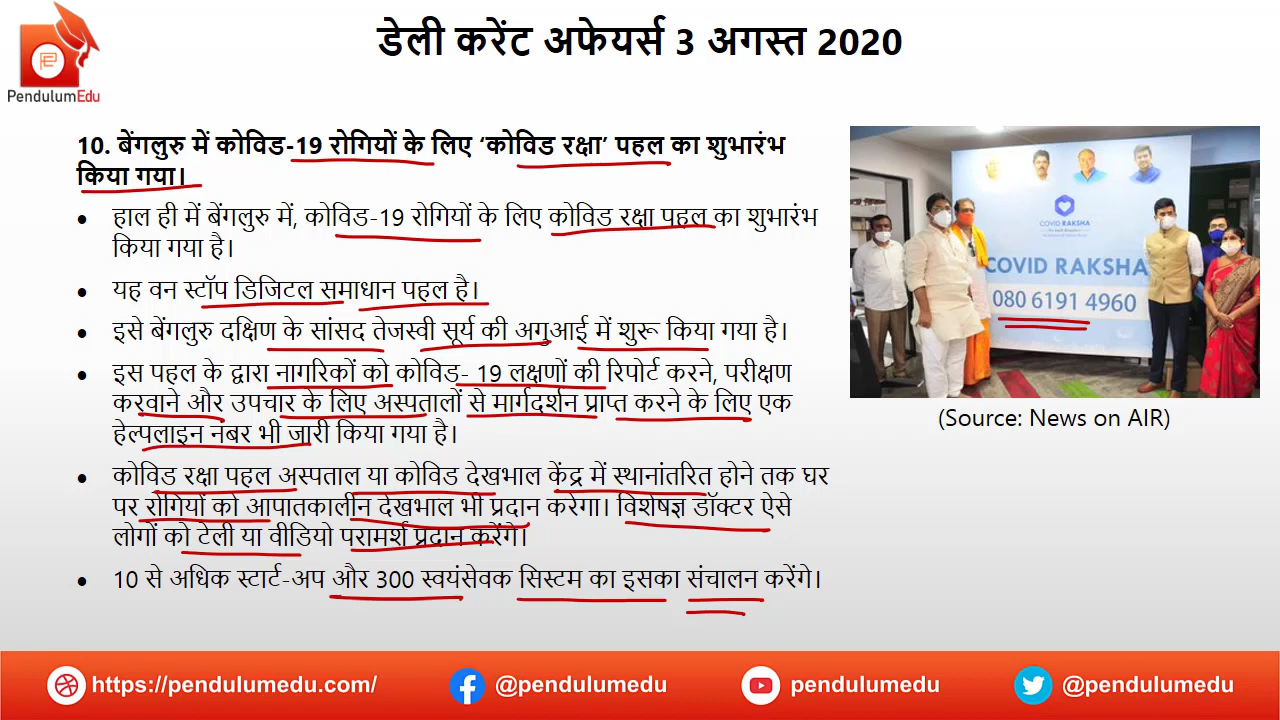 डेली करेंट अफेयर्स 3 अगस्त 2020
PendulumEdu
10. बेंगलुरु में कोविड-19 रोगियों के लिए ‘कोविड रक्षा’ पहल का शुभारंभ
किया गया।
• हाल ही में बेंगलुरु में, कोविड-19 रोगियों के लिए कोविड रक्षा पहल का शुभारंभ
किया गया है।
• यह वन स्टॉप डिजिटल समाधान पहल है।
• इसे बेंगलुरु दक्षिण के सांसद तेजस्वी सूर्य की अगुआई में शुरू किया गया है।
• इस पहल के द्वारा नागरिकों को कोविड- 19 लक्षणों की रिपोर्ट करने, परीक्षण
करवाने और उपचार के लिए अस्पतालों से मार्गदर्शन प्राप्त करने के लिए एक
हेल्पलाइन नंबर भी जारी किया गया है।
• कोविड रक्षा पहल अस्पताल या कोविड देखभाल केंद्र में स्थानांतरित होने तक घर
पर रोगियों को आपातकालीन देखभाल भी प्रदान करेगा। विशेषज्ञ डॉक्टर ऐसे
लोगों को टेली या वीडियो परामर्श प्रदान करेंगे।
• 10 से अधिक स्टार्ट-अप और 300 स्वयंसेवक सिस्टम का इसका संचालन करेंगे।
COVID RAKSHA
COVID RAKSHA
080 6191 4960
(Source: News on AIR)
https://pendulumedu.com/
@pendulumedu
pendulumedu
@pendulumedu